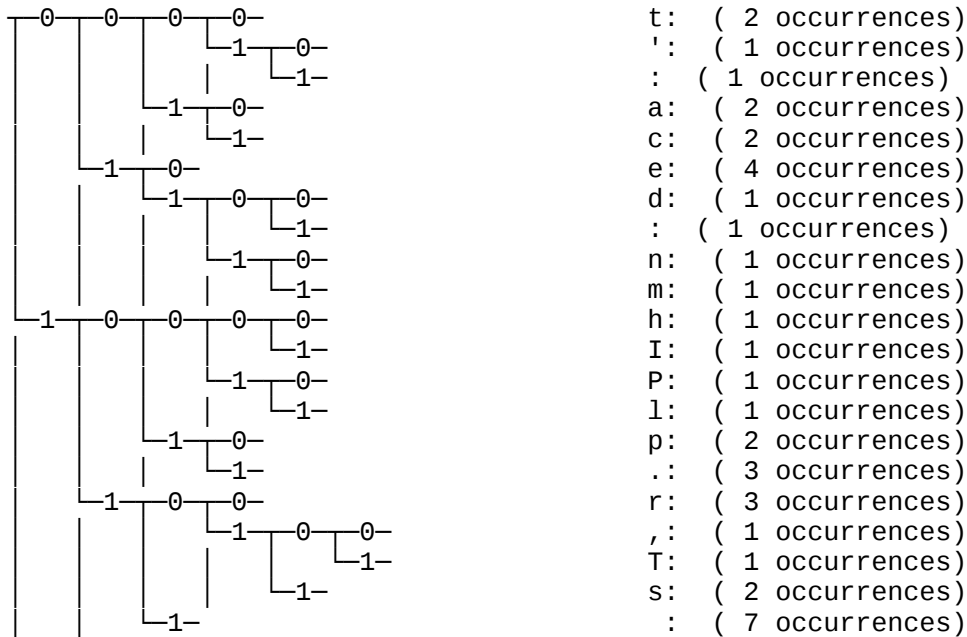 ┬─0─┬─0─┬─0─┬─0─ t: ( 2 occurrences)
│   │   │   └─1─┬─0─ ': ( 1 occurrences)
│   │   │   │   └─1─ : ( 1 occurrences)
│   │   └─1─┬─0─ a: ( 2 occurrences)
│   │   │   └─1─ c: ( 2 occurrences)
│   └─1─┬─0─ e: ( 4 occurrences)
│   │   └─1─┬─0─┬─0─ d: ( 1 occurrences)
│   │   │   │   └─1─ : ( 1 occurrences)
│   │   │   └─1─┬─0─ n: ( 1 occurrences)
│   │   │   │   └─1─ m: ( 1 occurrences)
└─1─┬─0─┬─0─┬─0─┬─0─ h: ( 1 occurrences)
│   │   │   │   └─1─ I: ( 1 occurrences)
│   │   │   └─1─┬─0─ P: ( 1 occurrences)
│   │   │   │   └─1─ l: ( 1 occurrences)
│   │   └─1─┬─0─ p: ( 2 occurrences)
│   │   │   └─1─ .: ( 3 occurrences)
│   └─1─┬─0─┬─0─ r: ( 3 occurrences)
│   │   │   └─1─┬─0─┬─0─ ,: ( 1 occurrences)
│   │   │   │   │   └─1─ T: ( 1 occurrences)
│   │   │   │   └─1─ s: ( 2 occurrences)
│   │   └─1─ : ( 7 occurrences)